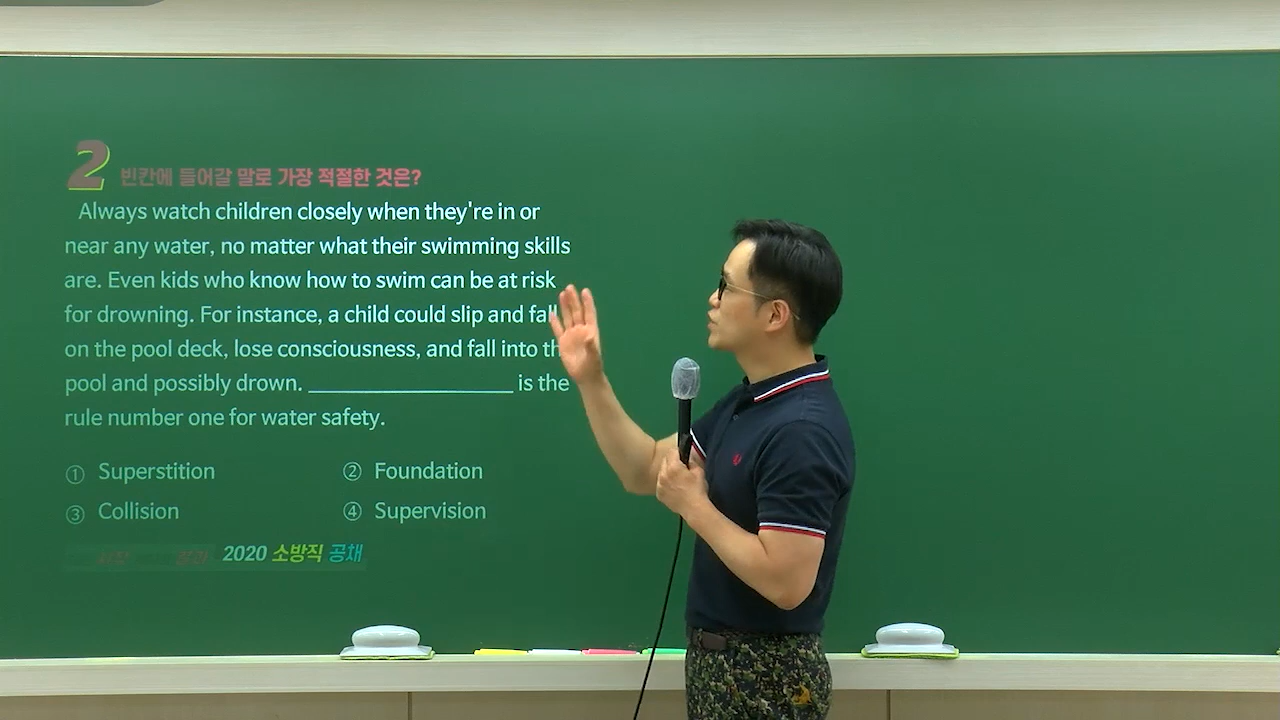 2 빈칸에 들어갈 말로 가장 적절한 것은?
Always watch children closely when they're in or
near any water, no matter what their swimming skills
are. Even kids who know how to swim can be at risk
for drowning. For instance, a child could slip and fall
on the pool deck, lose consciousness, and fall into
pool and possibly drown. ____________________ is the
rule number one for water safety.
① Superstition ② Foundation
③ Collision ④ Supervision
2020 소방직 공채